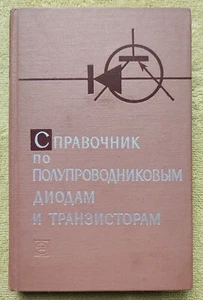 СПРАВОЧНИК
ПО
ПОЛУПРОВОДНИКОВЫМ
ДИОДАМ
И ТРАНЗИСТОРАМ